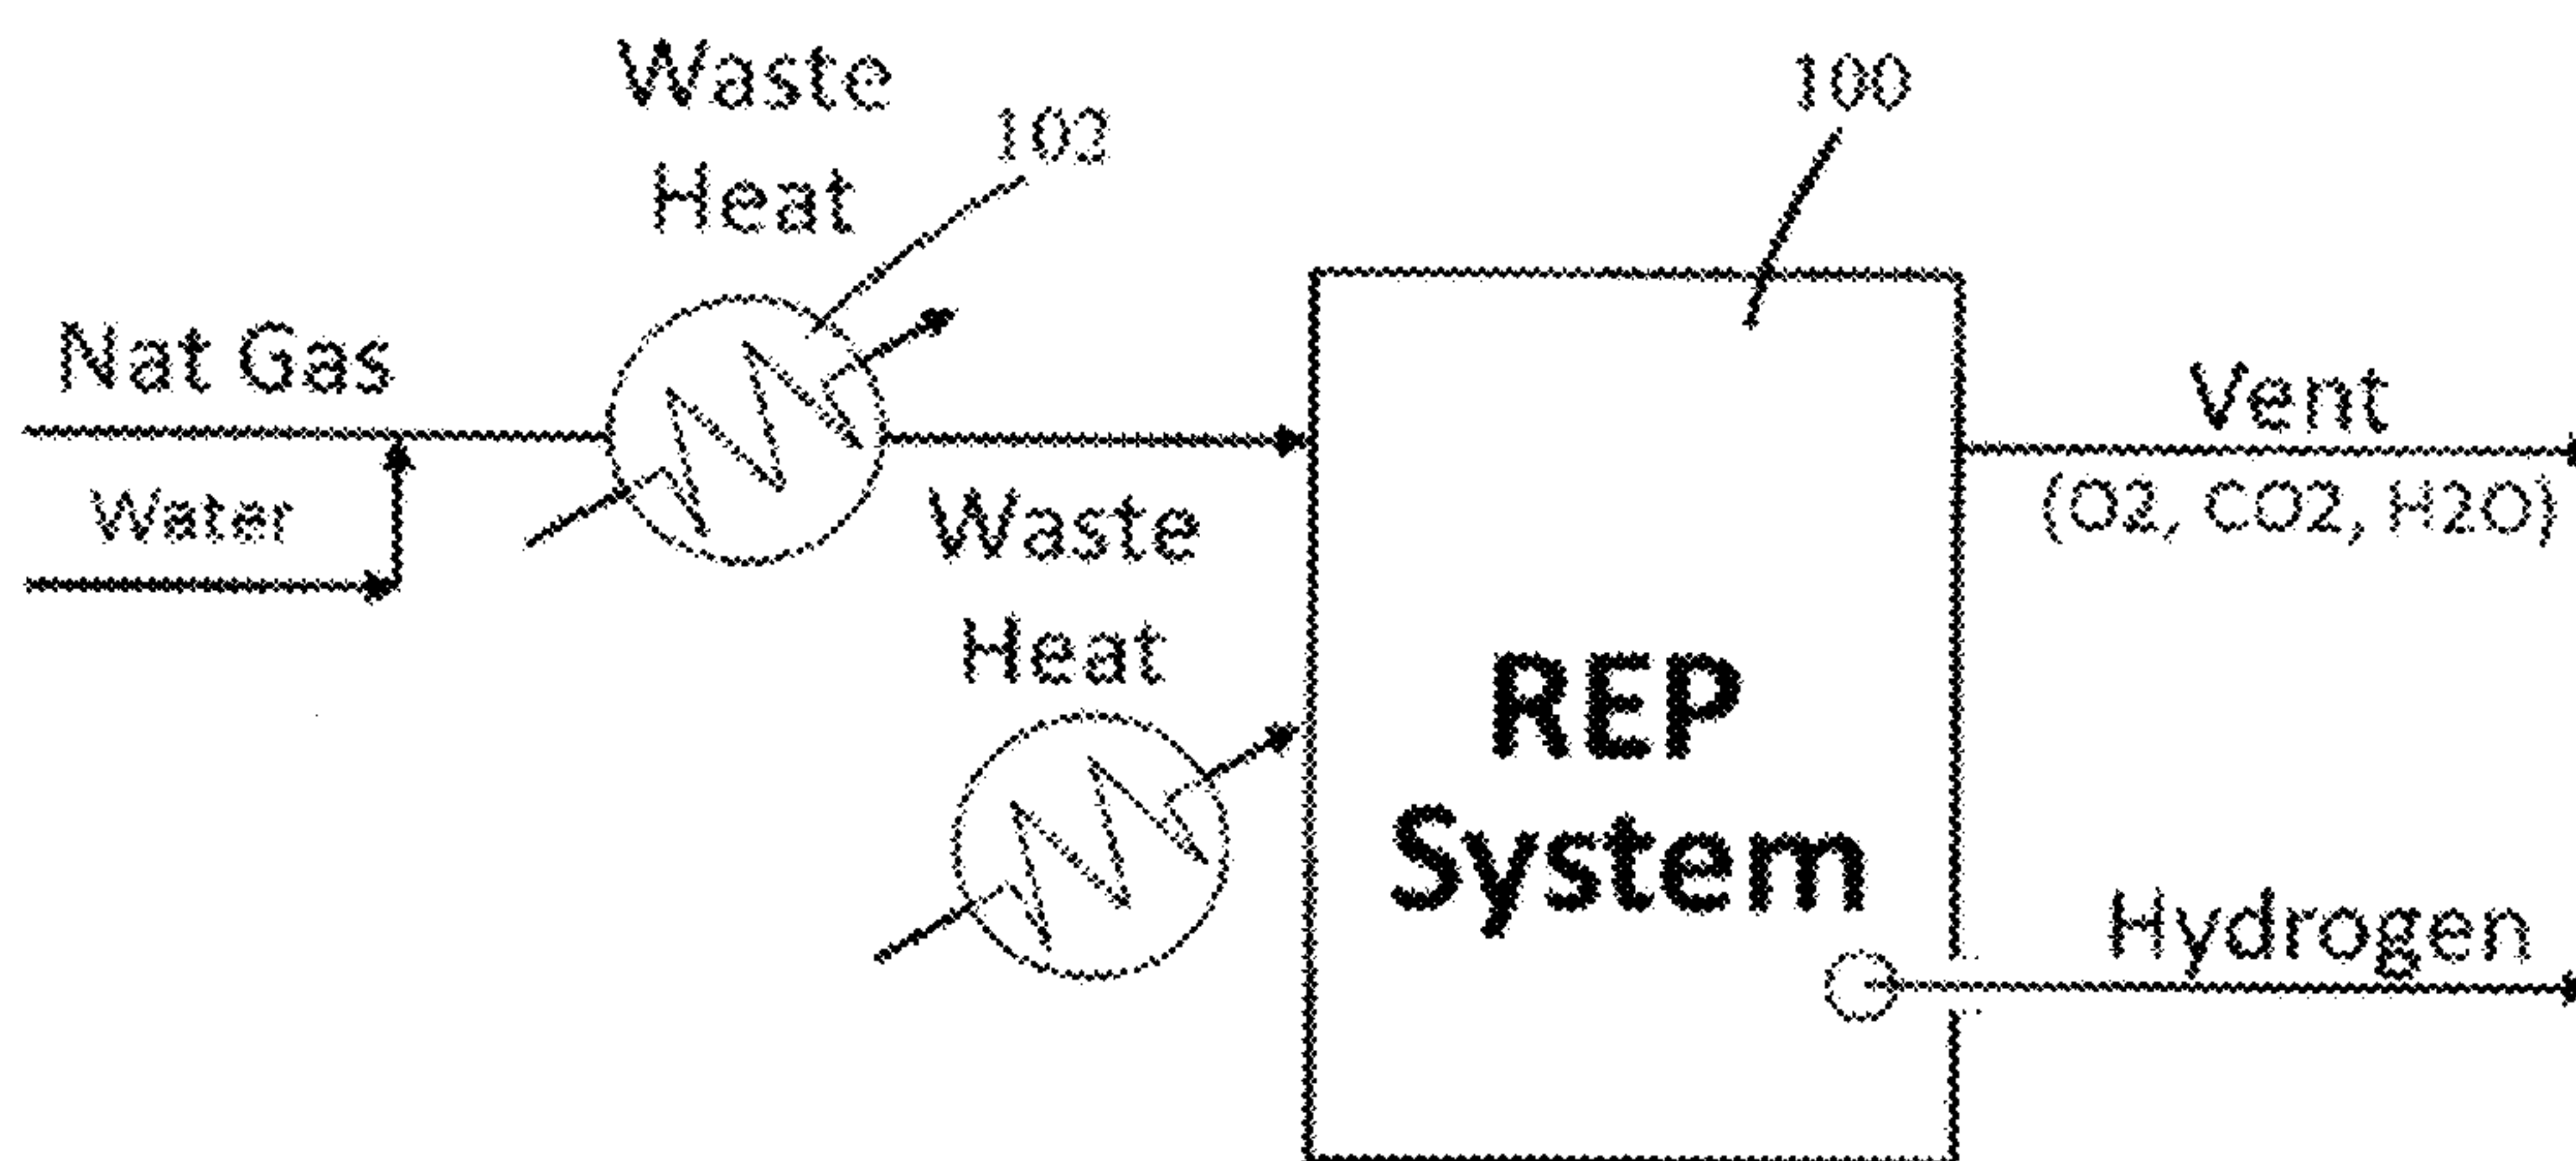 Waste
Heat
102
100
Nat Gas
Water
Waste
Heat
REP
System
Vent
(O2, CO2, H2O)
Hydrogen